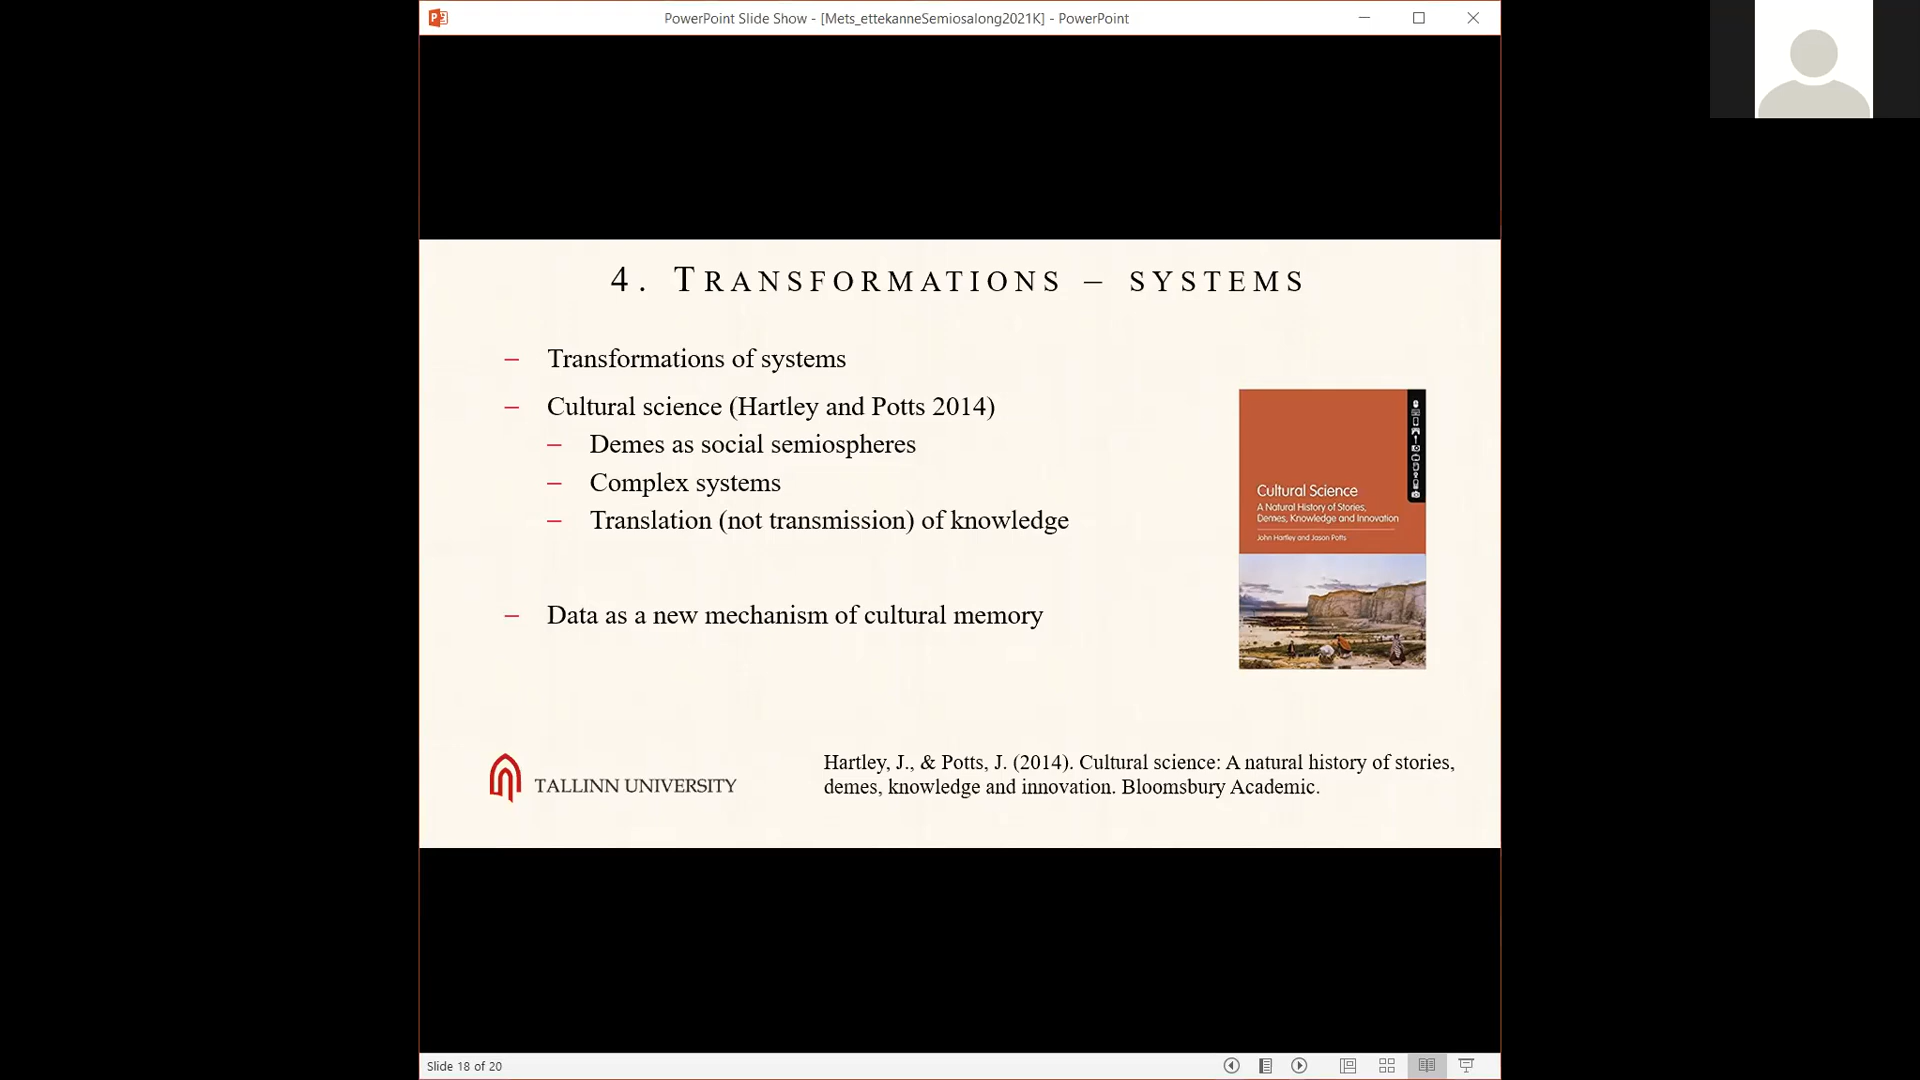 PowerPoint Slide Show - [Mets_ettekanneSemiosalong2021K] - PowerPoint
4. TRANSFORMATIONS – SYSTEMS
– Transformations of systems
– Cultural science (Hartley and Potts 2014)
– Demes as social semiospheres
– Complex systems
– Translation (not transmission) of knowledge
– Data as a new mechanism of cultural memory
Cultural Science
A Natural History of Stories,
Demes, Knowledge and Innovation
John Hartley and Jason Potts
TALLINN UNIVERSITY
Hartley, J., & Potts, J. (2014). Cultural science: A natural history of stories,
demes, knowledge and innovation. Bloomsbury Academic.
Slide 18 of 20